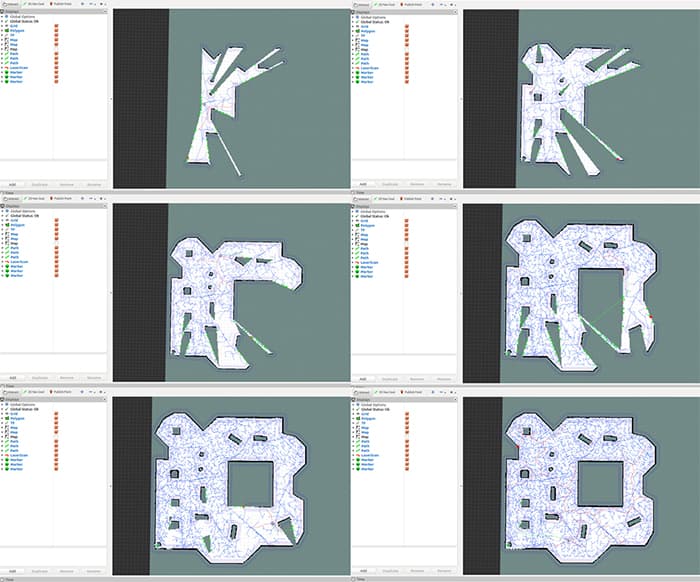 Interact 2D Nav Goal Publish Point
Displays
Global Options
Global Status: Ok
Grid
Polygon
TF
Map
Map
Map
Path
Path
Path
LaserScan
Marker
Marker
Marker
Add Duplicate Remove Rename
Time
Interact 2D Nav Goal Publish Point
Displays
Global Options
Global Status: Ok
Grid
Polygon
TF
Map
Map
Map
Path
Path
Path
LaserScan
Marker
Marker
Marker
Add Duplicate Remove Rename
Time
Interact 2D Nav Goal Publish Point
Displays
Global Options
Global Status: Ok
Grid
Polygon
TF
Map
Map
Map
Path
Path
Path
LaserScan
Marker
Marker
Marker
Add Duplicate Remove Rename
Time
Interact 2D Nav Goal Publish Point
Displays
Global Options
Global Status: Ok
Grid
Polygon
TF
Map
Map
Map
Path
Path
Path
LaserScan
Marker
Marker
Marker
Add Duplicate Remove Rename
Time
Interact 2D Nav Goal Publish Point
Displays
Global Options
Global Status: Ok
Grid
Polygon
TF
Map
Map
Map
Path
Path
Path
LaserScan
Marker
Marker
Marker
Add Duplicate Remove Rename
Time
Interact 2D Nav Goal Publish Point
Displays
Global Options
Global Status: Ok
Grid
Polygon
TF
Map
Map
Map
Path
Path
Path
LaserScan
Marker
Marker
Marker
Add Duplicate Remove Rename
Time